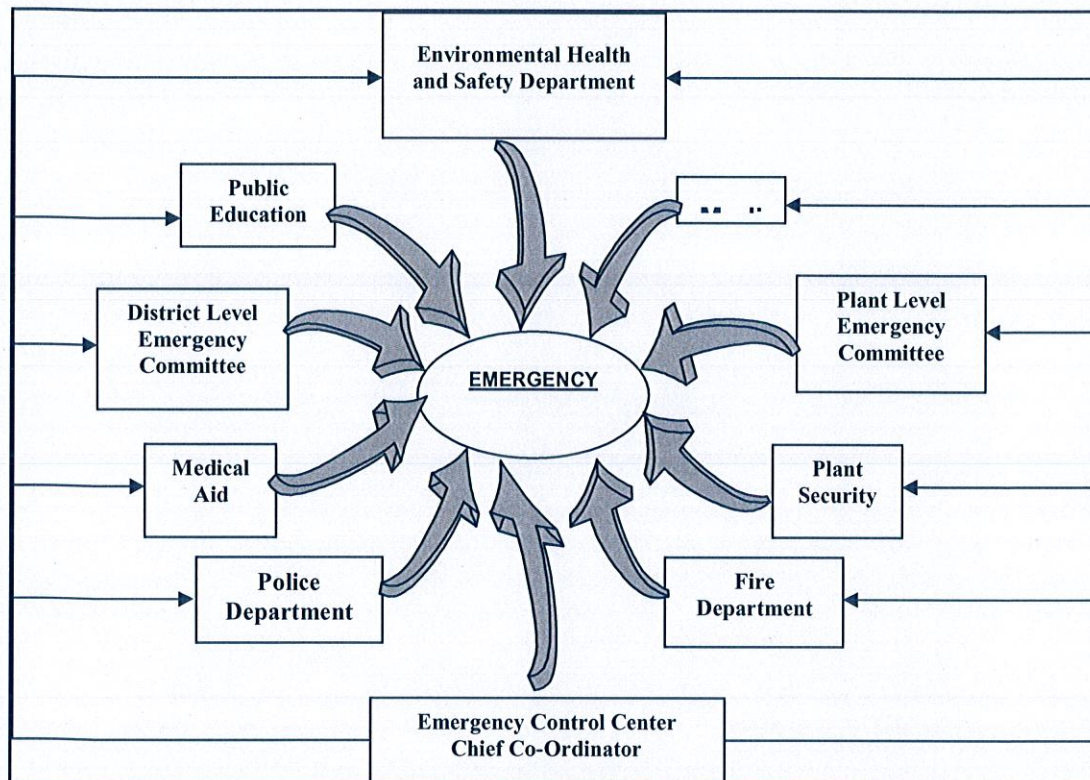 Environmental Health
and Safety Department
Public
Education
District Level
Emergency
Committee
Plant Level
Emergency
Committee
EMERGENCY
Medical
Aid
Plant
Security
Police
Department
Fire
Department
Emergency Control Center
Chief Co-Ordinator